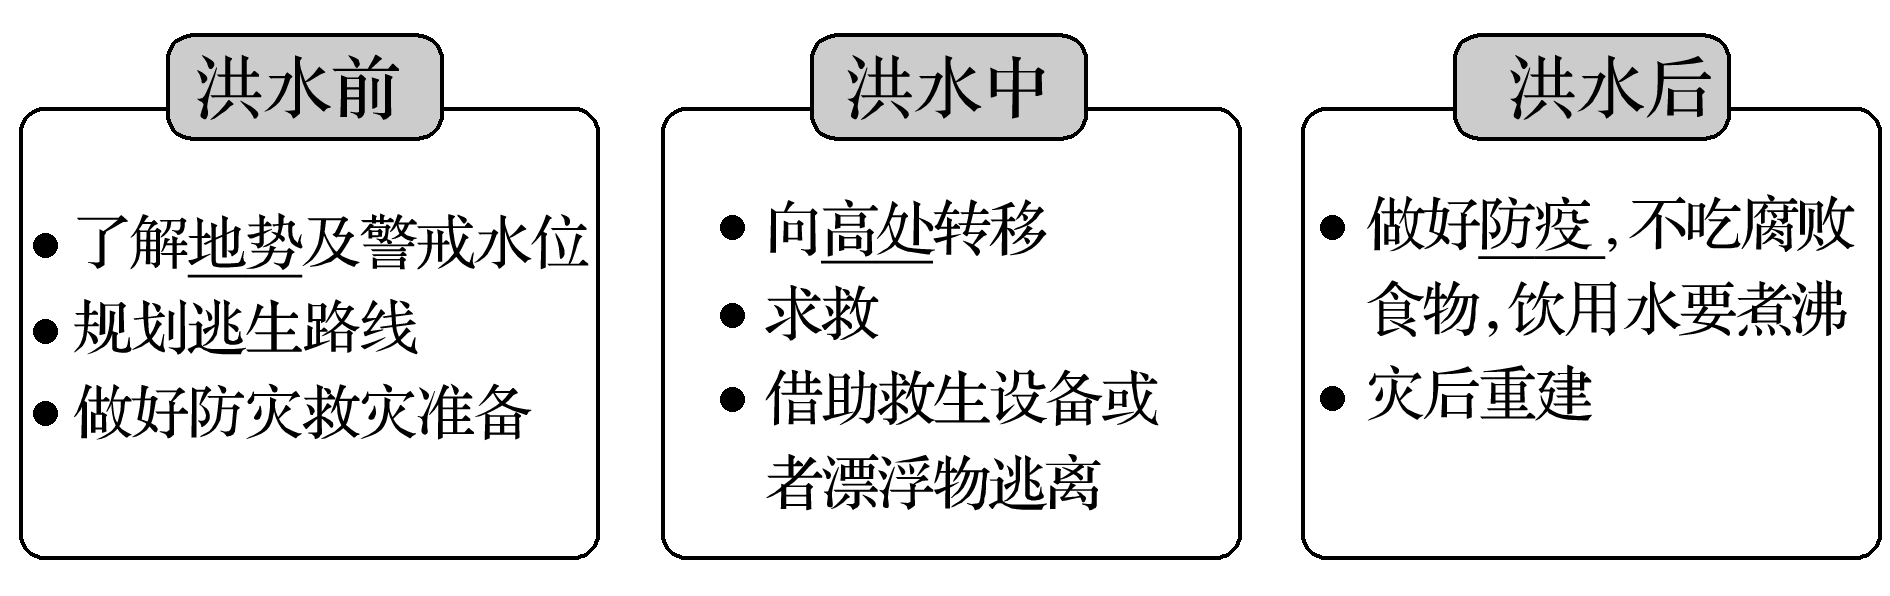 洪水前
• 了解地势及警戒水位
• 规划逃生路线
• 做好防灾救灾准备
洪水中
• 向高处转移
• 求救
• 借助救生设备或
者漂浮物逃离
洪水后
• 做好防疫,不吃腐败
食物,饮用水要煮沸
• 灾后重建